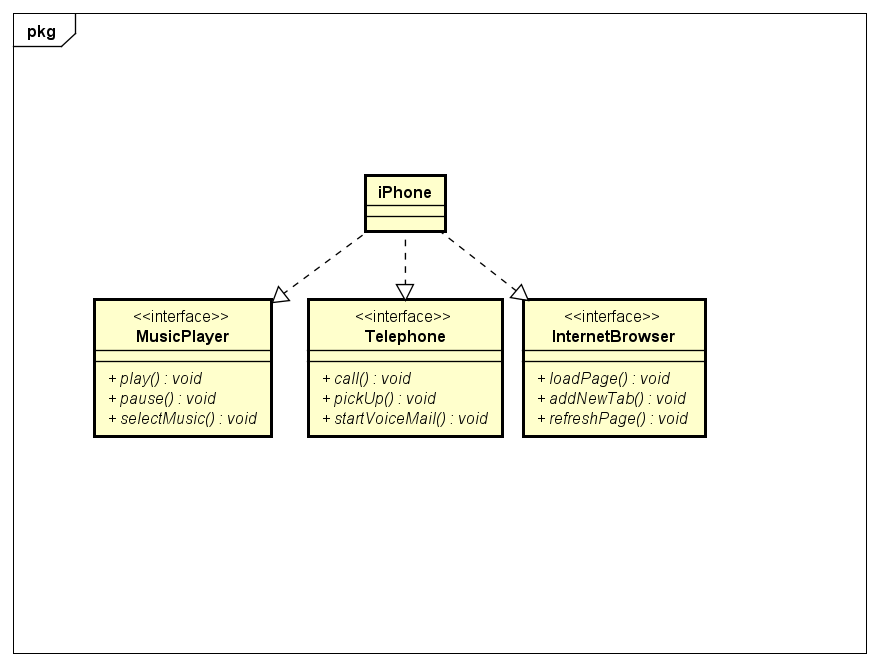 pkg
iPhone
<<interface>>
MusicPlayer
+ play() : void
+ pause() : void
+ selectMusic() : void
<<interface>>
Telephone
+ call() : void
+ pickUp() : void
+ startVoiceMail() : void
<<interface>>
InternetBrowser
+ loadPage() : void
+ addNewTab() : void
+ refreshPage() : void